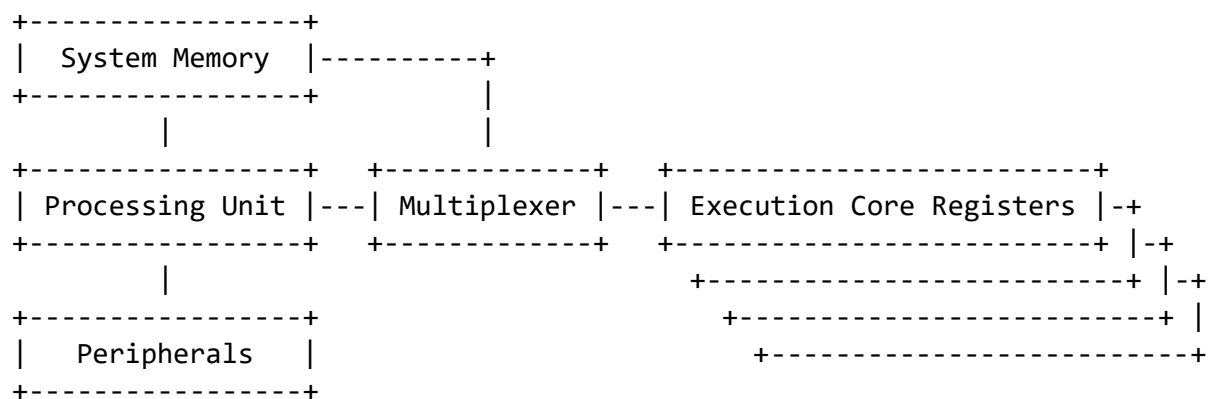 System Memory
Processing Unit Multiplexer Execution Core Registers
Peripherals